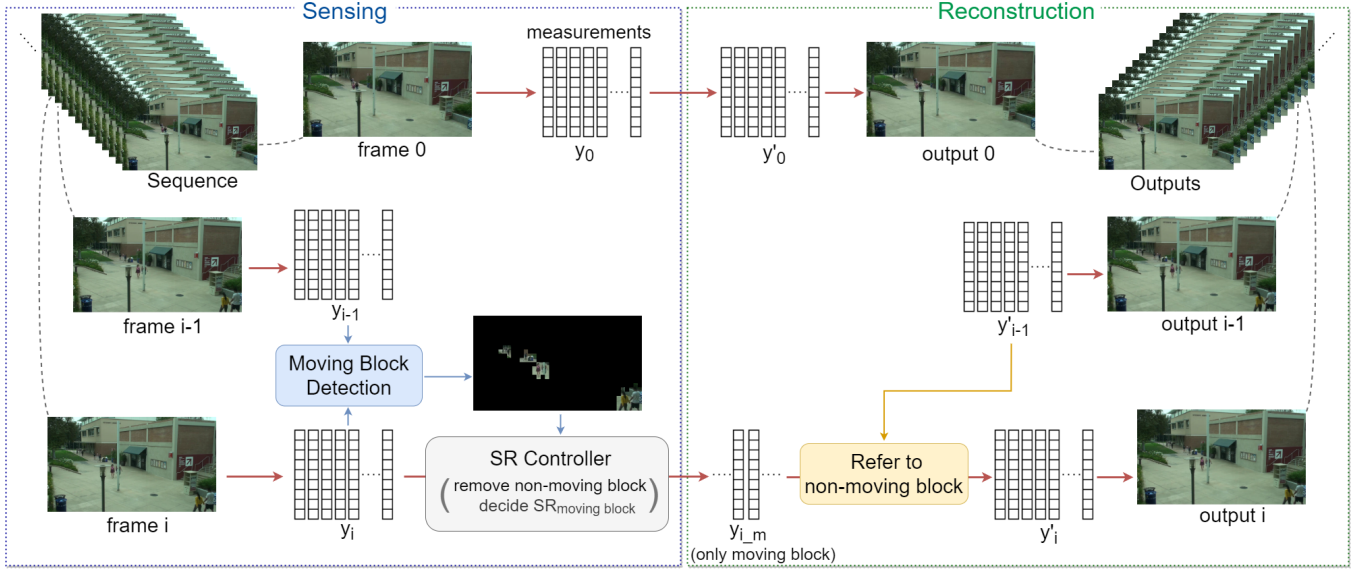 Sensing
Reconstruction
measurements
frame 0
y0
y'0
output 0
Sequence
Outputs
yi-1
frame i-1
y'i-1
output i-1
Moving Block
Detection
SR Controller
remove non-moving block
decide SRmoving block
Refer to
non-moving block
frame i
yi
yi_m
(only moving block)
y'i
output i